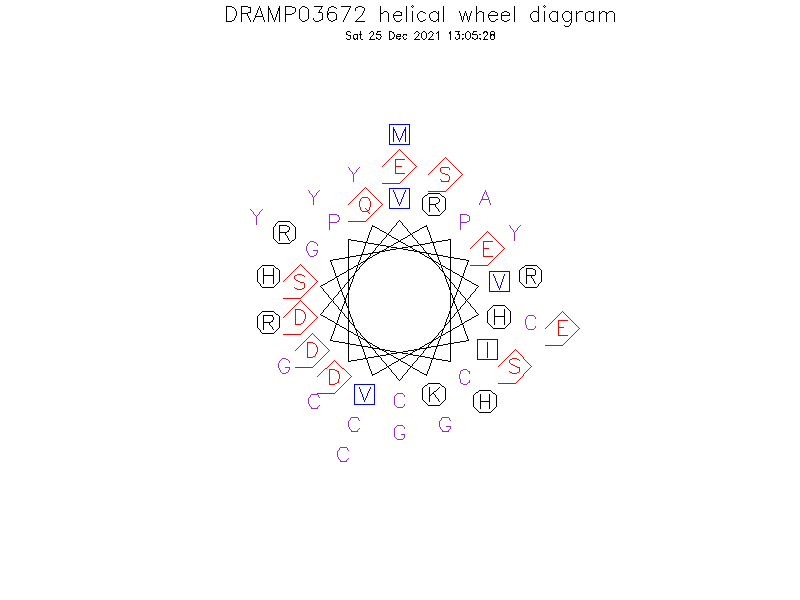 DRAMP03672 helical wheel diagram
Sat 25 Dec 2021 13:05:28
M
Y E S
Y Q V R A
Y P P
R Y
G E
H S V R
R D H C E
D I
G D C S
C V C K H
C G G
C